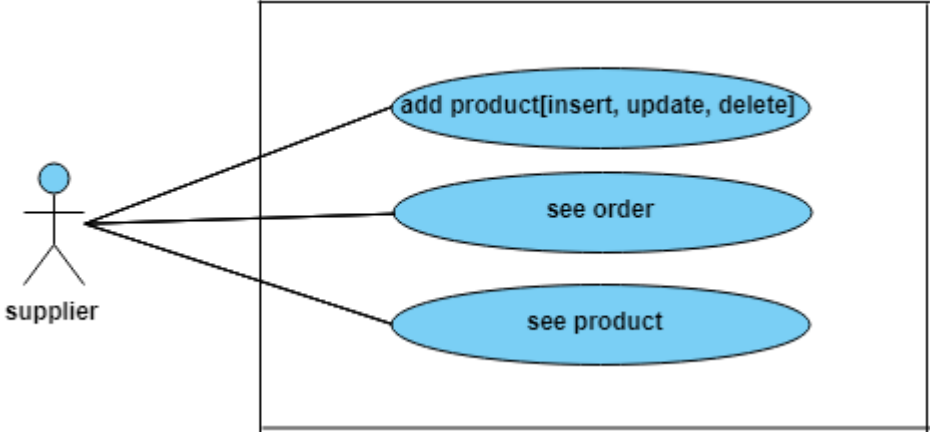 add product[insert, update, delete]
see order
supplier
see product